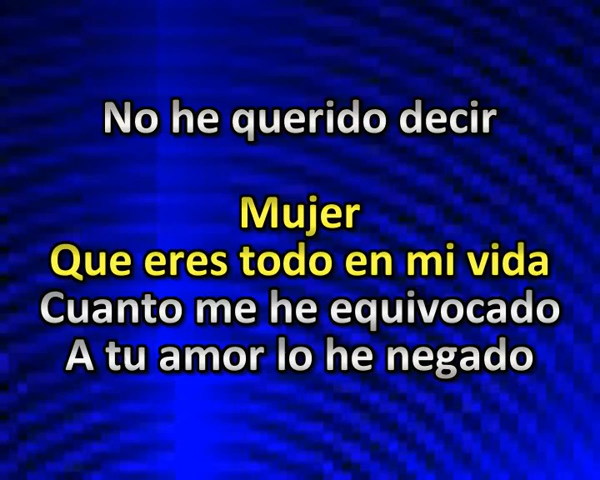 No he querido decir
Mujer
Que eres todo en mi vida
Cuanto me he equivocado
A tu amor lo he negado